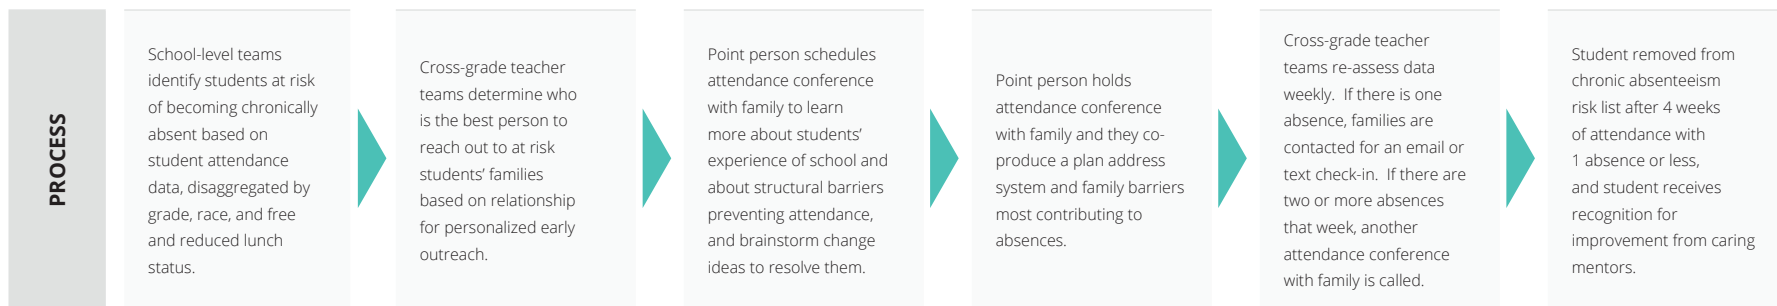 PROCESS
School-level teams
identify students at risk
of becoming chronically
absent based on
student attendance
data, disaggregated by
grade, race, and free
and reduced lunch
status.
Cross-grade teacher
teams determine who
is the best person to
reach out to at risk
students’ families
based on relationship
for personalized early
outreach.
Point person schedules
attendance conference
with family to learn
more about students’
experience of school and
about structural barriers
preventing attendance,
and brainstorm change
ideas to resolve them.
Point person holds
attendance conference
with family and they co-
produce a plan address
system and family barriers
most contributing to
absences.
Cross-grade teacher
teams re-assess data
weekly.  If there is one
absence, families are
contacted for an email or
text check-in.  If there are
two or more absences
that week, another
attendance conference
with family is called.
Student removed from
chronic absenteeism
risk list after 4 weeks
of attendance with
1 absence or less,
and student receives
recognition for
improvement from caring
mentors.